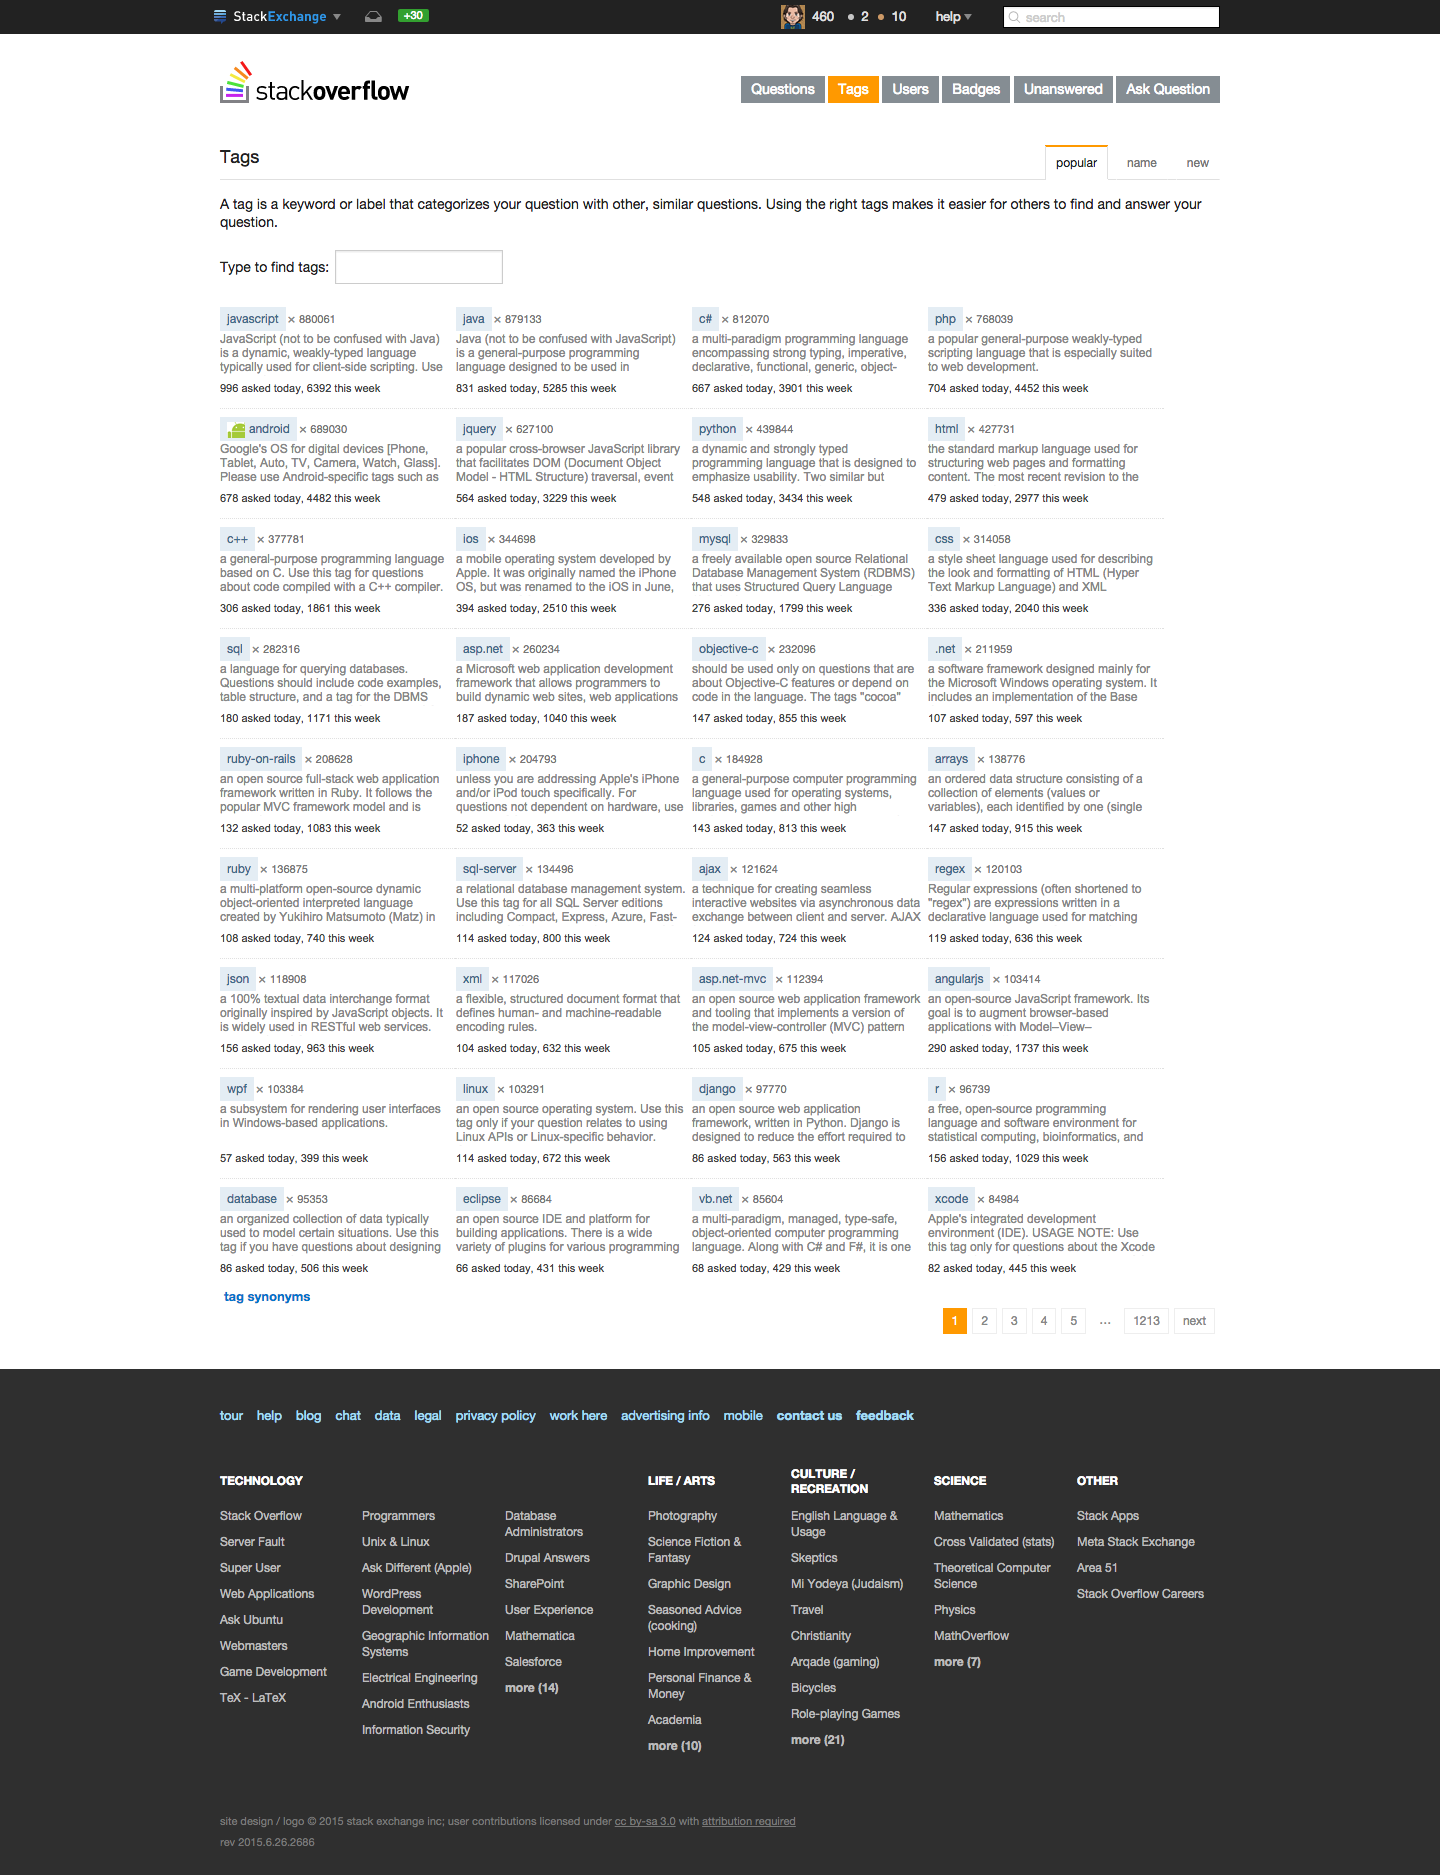 StackExchange +30 460 2 10 help search
stackoverflow
Questions Tags Users Badges Unanswered Ask Question
Tags popular name new
A tag is a keyword or label that categorizes your question with other, similar questions. Using the right tags makes it easier for others to find and answer your
question.
Type to find tags:
javascript × 880061
JavaScript (not to be confused with Java)
is a dynamic, weakly-typed language
typically used for client-side scripting. Use
996 asked today, 6392 this week
java × 879133
Java (not to be confused with JavaScript)
is a general-purpose programming
language designed to be used in
831 asked today, 5285 this week
c# × 812070
a multi-paradigm programming language
encompassing strong typing, imperative,
declarative, functional, generic, object-
667 asked today, 3901 this week
php × 768039
a popular general-purpose weakly-typed
scripting language that is especially suited
to web development.
704 asked today, 4452 this week
android × 689030
Google's OS for digital devices [Phone,
Tablet, Auto, TV, Camera, Watch, Glass].
Please use Android-specific tags such as
678 asked today, 4482 this week
jquery × 627100
a popular cross-browser JavaScript library
that facilitates DOM (Document Object
Model - HTML Structure) traversal, event
564 asked today, 3229 this week
python × 439844
a dynamic and strongly typed
programming language that is designed to
emphasize usability. Two similar but
548 asked today, 3434 this week
html × 427731
the standard markup language used for
structuring web pages and formatting
content. The most recent revision to the
479 asked today, 2977 this week
c++ × 377781
a general-purpose programming language
based on C. Use this tag for questions
about code compiled with a C++ compiler.
306 asked today, 1861 this week
ios × 344698
a mobile operating system developed by
Apple. It was originally named the iPhone
OS, but was renamed to the iOS in June,
394 asked today, 2510 this week
mysql × 329833
a freely available open source Relational
Database Management System (RDBMS)
that uses Structured Query Language
276 asked today, 1799 this week
css × 314058
a style sheet language used for describing
the look and formatting of HTML (Hyper
Text Markup Language) and XML
336 asked today, 2040 this week
sql × 282316
a language for querying databases.
Questions should include code examples,
table structure, and a tag for the DBMS
180 asked today, 1171 this week
asp.net × 260234
a Microsoft web application development
framework that allows programmers to
build dynamic web sites, web applications
187 asked today, 1040 this week
objective-c × 232096
should be used only on questions that are
about Objective-C features or depend on
code in the language. The tags "cocoa"
147 asked today, 855 this week
.net × 211959
a software framework designed mainly for
the Microsoft Windows operating system. It
includes an implementation of the Base
107 asked today, 597 this week
ruby-on-rails × 208628
an open source full-stack web application
framework written in Ruby. It follows the
popular MVC framework model and is
132 asked today, 1083 this week
iphone × 204793
unless you are addressing Apple's iPhone
and/or iPod touch specifically. For
questions not dependent on hardware, use
52 asked today, 363 this week
c × 184928
a general-purpose computer programming
language used for operating systems,
libraries, games and other high
143 asked today, 813 this week
arrays × 138776
an ordered data structure consisting of a
collection of elements (values or
variables), each identified by one (single
147 asked today, 915 this week
ruby × 136875
a multi-platform open-source dynamic
object-oriented interpreted language
created by Yukihiro Matsumoto (Matz) in
108 asked today, 740 this week
sql-server × 134496
a relational database management system.
Use this tag for all SQL Server editions
including Compact, Express, Azure, Fast-
114 asked today, 800 this week
ajax × 121624
a technique for creating seamless
interactive websites via asynchronous data
exchange between client and server. AJAX
124 asked today, 724 this week
regex × 120103
Regular expressions (often shortened to
"regex") are expressions written in a
declarative language used for matching
119 asked today, 636 this week
json × 118908
a 100% textual data interchange format
originally inspired by JavaScript objects. It
is widely used in RESTful web services.
156 asked today, 963 this week
xml × 117026
a flexible, structured document format that
defines human- and machine-readable
encoding rules.
104 asked today, 632 this week
asp.net-mvc × 112394
an open source web application framework
and tooling that implements a version of
the model-view-controller (MVC) pattern
105 asked today, 675 this week
angularjs × 103414
an open-source JavaScript framework. Its
goal is to augment browser-based
applications with Model–View–
290 asked today, 1737 this week
wpf × 103384
a subsystem for rendering user interfaces
in Windows-based applications.
57 asked today, 399 this week
linux × 103291
an open source operating system. Use this
tag only if your question relates to using
Linux APIs or Linux-specific behavior.
114 asked today, 672 this week
django × 97770
an open source web application
framework, written in Python. Django is
designed to reduce the effort required to
86 asked today, 563 this week
r × 96739
a free, open-source programming
language and software environment for
statistical computing, bioinformatics, and
156 asked today, 1029 this week
database × 95353
an organized collection of data typically
used to model certain situations. Use this
tag if you have questions about designing
86 asked today, 506 this week
eclipse × 86684
an open source IDE and platform for
building applications. There is a wide
variety of plugins for various programming
66 asked today, 431 this week
vb.net × 85604
a multi-paradigm, managed, type-safe,
object-oriented computer programming
language. Along with C# and F#, it is one
68 asked today, 429 this week
xcode × 84984
Apple's integrated development
environment (IDE). USAGE NOTE: Use
this tag only for questions about the Xcode
82 asked today, 445 this week
tag synonyms
1 2 3 4 5 … 1213 next
tour help blog chat data legal privacy policy work here advertising info mobile contact us feedback
TECHNOLOGY
Stack Overflow
Server Fault
Super User
Web Applications
Ask Ubuntu
Webmasters
Game Development
TeX - LaTeX
Programmers
Unix & Linux
Ask Different (Apple)
WordPress
Development
Geographic Information
Systems
Electrical Engineering
Android Enthusiasts
Information Security
Database
Administrators
Drupal Answers
SharePoint
User Experience
Mathematica
Salesforce
more (14)
LIFE / ARTS
Photography
Science Fiction &
Fantasy
Graphic Design
Seasoned Advice
(cooking)
Home Improvement
Personal Finance &
Money
Academia
more (10)
CULTURE /
RECREATION
English Language &
Usage
Skeptics
Mi Yodeya (Judaism)
Travel
Christianity
Arqade (gaming)
Bicycles
Role-playing Games
more (21)
SCIENCE
Mathematics
Cross Validated (stats)
Theoretical Computer
Science
Physics
MathOverflow
more (7)
OTHER
Stack Apps
Meta Stack Exchange
Area 51
Stack Overflow Careers
site design / logo © 2015 stack exchange inc; user contributions licensed under cc by-sa 3.0 with attribution required
rev 2015.6.26.2686